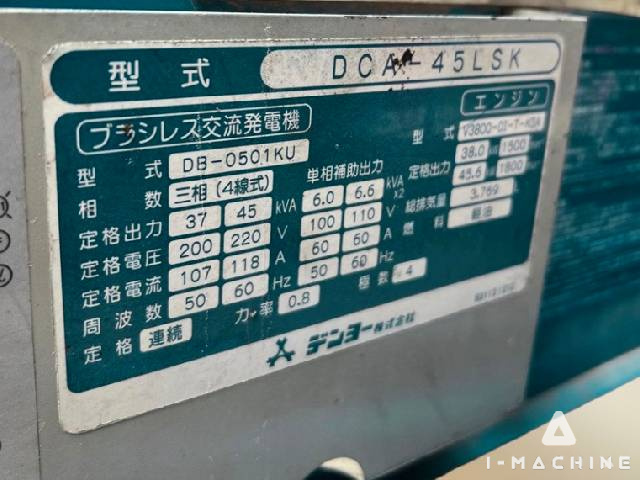 型式 DCA-45LSK
ブラシレス交流発電機
型式 DB-0501KU
相数 三相(4線式) 単相補助出力
定格出力 37 45 kVA 6.0 6.6 kVA x2
定格電圧 200 220 V 100 110 V
定格電流 107 118 A 60 60 A
周波数 50 60 Hz 50 60 Hz
定格 連続 力率 0.8 極数 4
エンジン
型式 V3800-DI-T-K3A
定格出力 38.0 1500
45.6 1800
総排気量 3.769
燃料 軽油
デンヨー株式会社
I-MACHINE